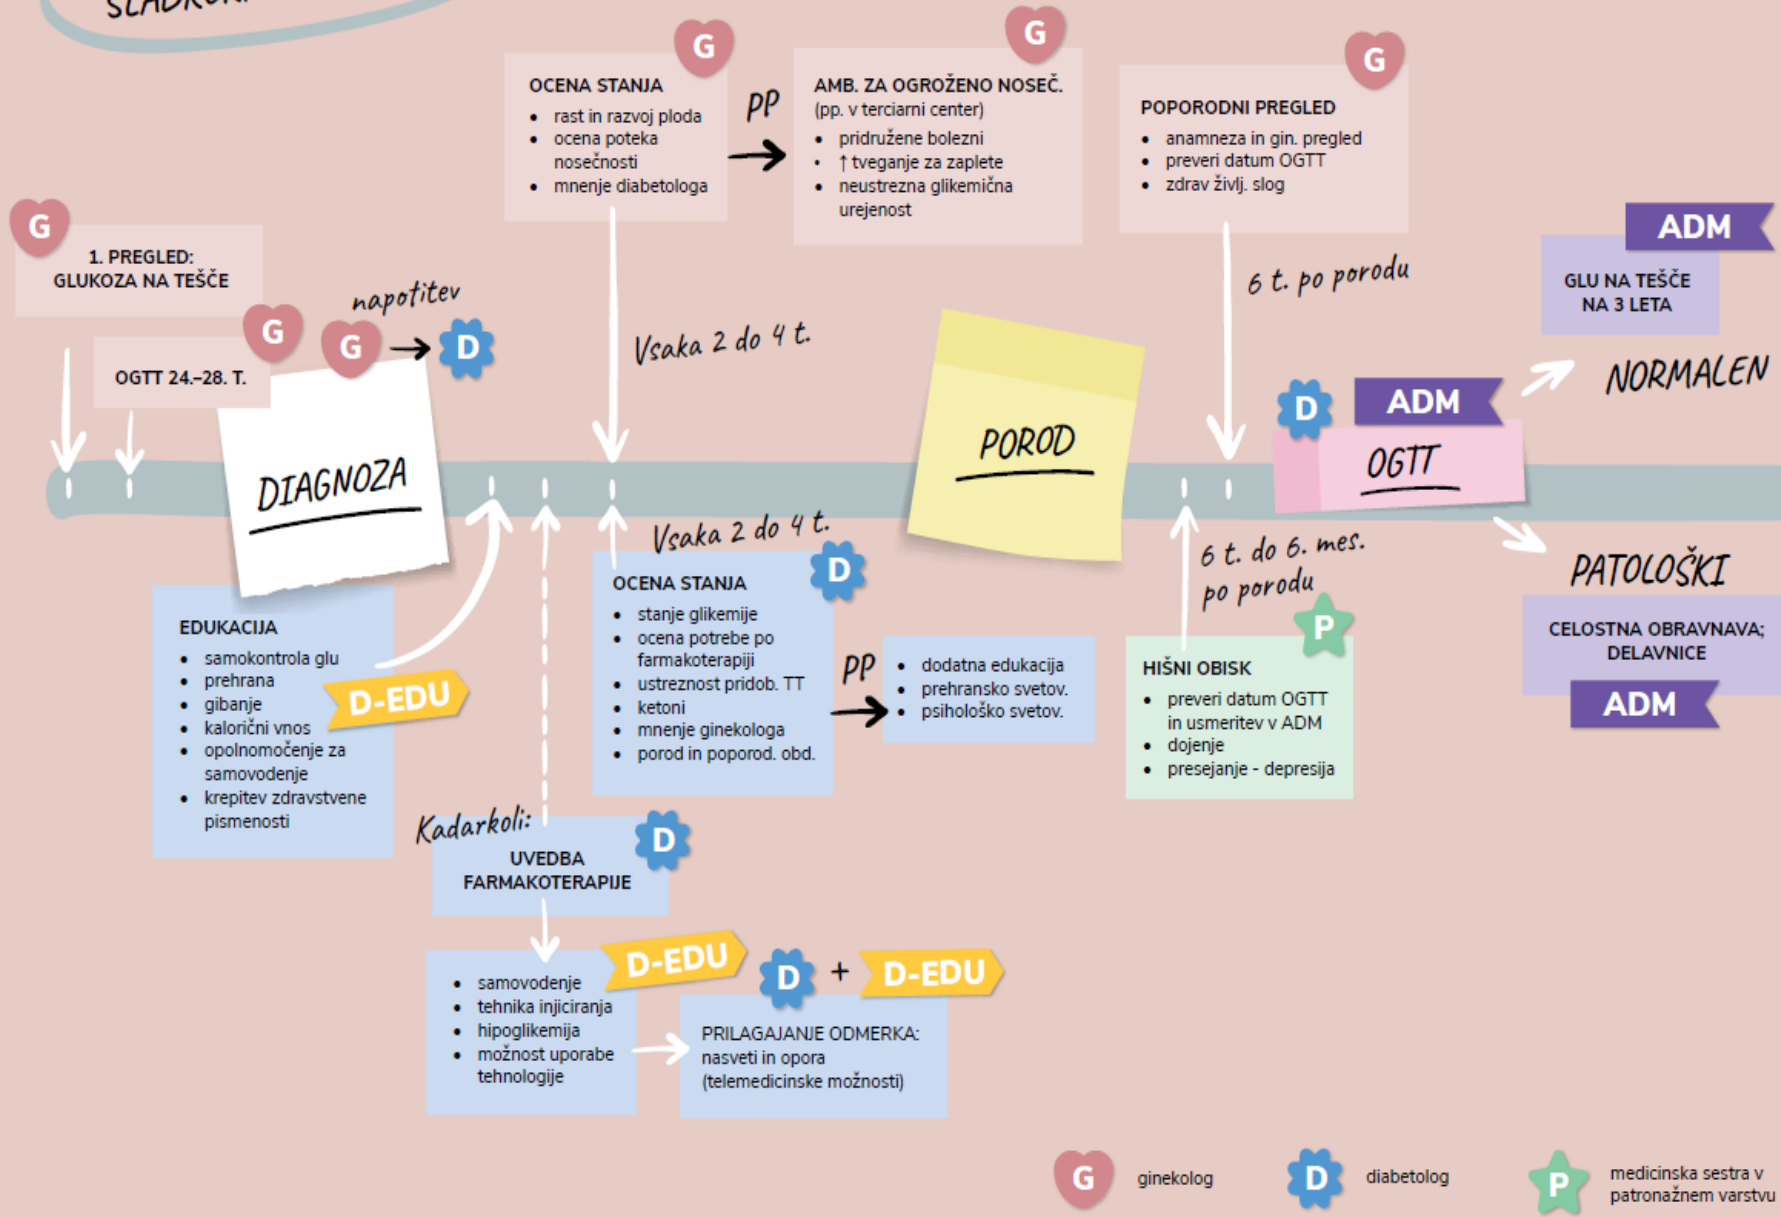 G
OCENA STANJA
• rast in razvoj ploda
• ocena poteka
nosečnosti
• mnenje diabetologa
PP
G
AMB. ZA OGROŽENO NOSEČ.
(pp. v terciarni center)
• pridružene bolezni
• ↑ tveganje za zaplete
• neustrezna glikemična
urejenost
G
POPORODNI PREGLED
• anamneza in gin. pregled
• preveri datum OGTT
• zdrav življ. slog
G
1. PREGLED:
GLUKOZA NA TEŠČE
G
OGTT 24.–28. T.
napotitev
G
D
Vsaka 2 do 4 t.
6 t. po porodu
ADM
GLU NA TEŠČE
NA 3 LETA
NORMALEN
DIAGNOZA
POROD
D
ADM
OGTT
PATOLOŠKI
CELOSTNA OBRAVNAVA;
DELAVNICE
ADM
EDUKACIJA
• samokontrola glu
• prehrana
• gibanje
• kalorični vnos
• opolnomočenje za
samovodenje
• krepitev zdravstvene
pismenosti
D-EDU
Vsaka 2 do 4 t.
D
OCENA STANJA
• stanje glikemije
• ocena potrebe po
farmakoterapiji
• ustreznost pridob. TT
• ketoni
• mnenje ginekologa
• porod in poporod. obd.
PP
• dodatna edukacija
• prehransko svetov.
• psihološko svetov.
6 t. do 6. mes.
po porodu
P
HIŠNI OBISK
• preveri datum OGTT
in usmeritev v ADM
• dojenje
• presejanje - depresija
Kadarkoli:
D
UVEDBA
FARMAKOTERAPIJE
D-EDU
• samovodenje
• tehnika injiciranja
• hipoglikemija
• možnost uporabe
tehnologije
D + D-EDU
PRILAGAJANJE ODMERKA:
nasveti in opora
(telemedicinske možnosti)
G ginekolog
D diabetolog
P medicinska sestra v
patronažnem varstvu